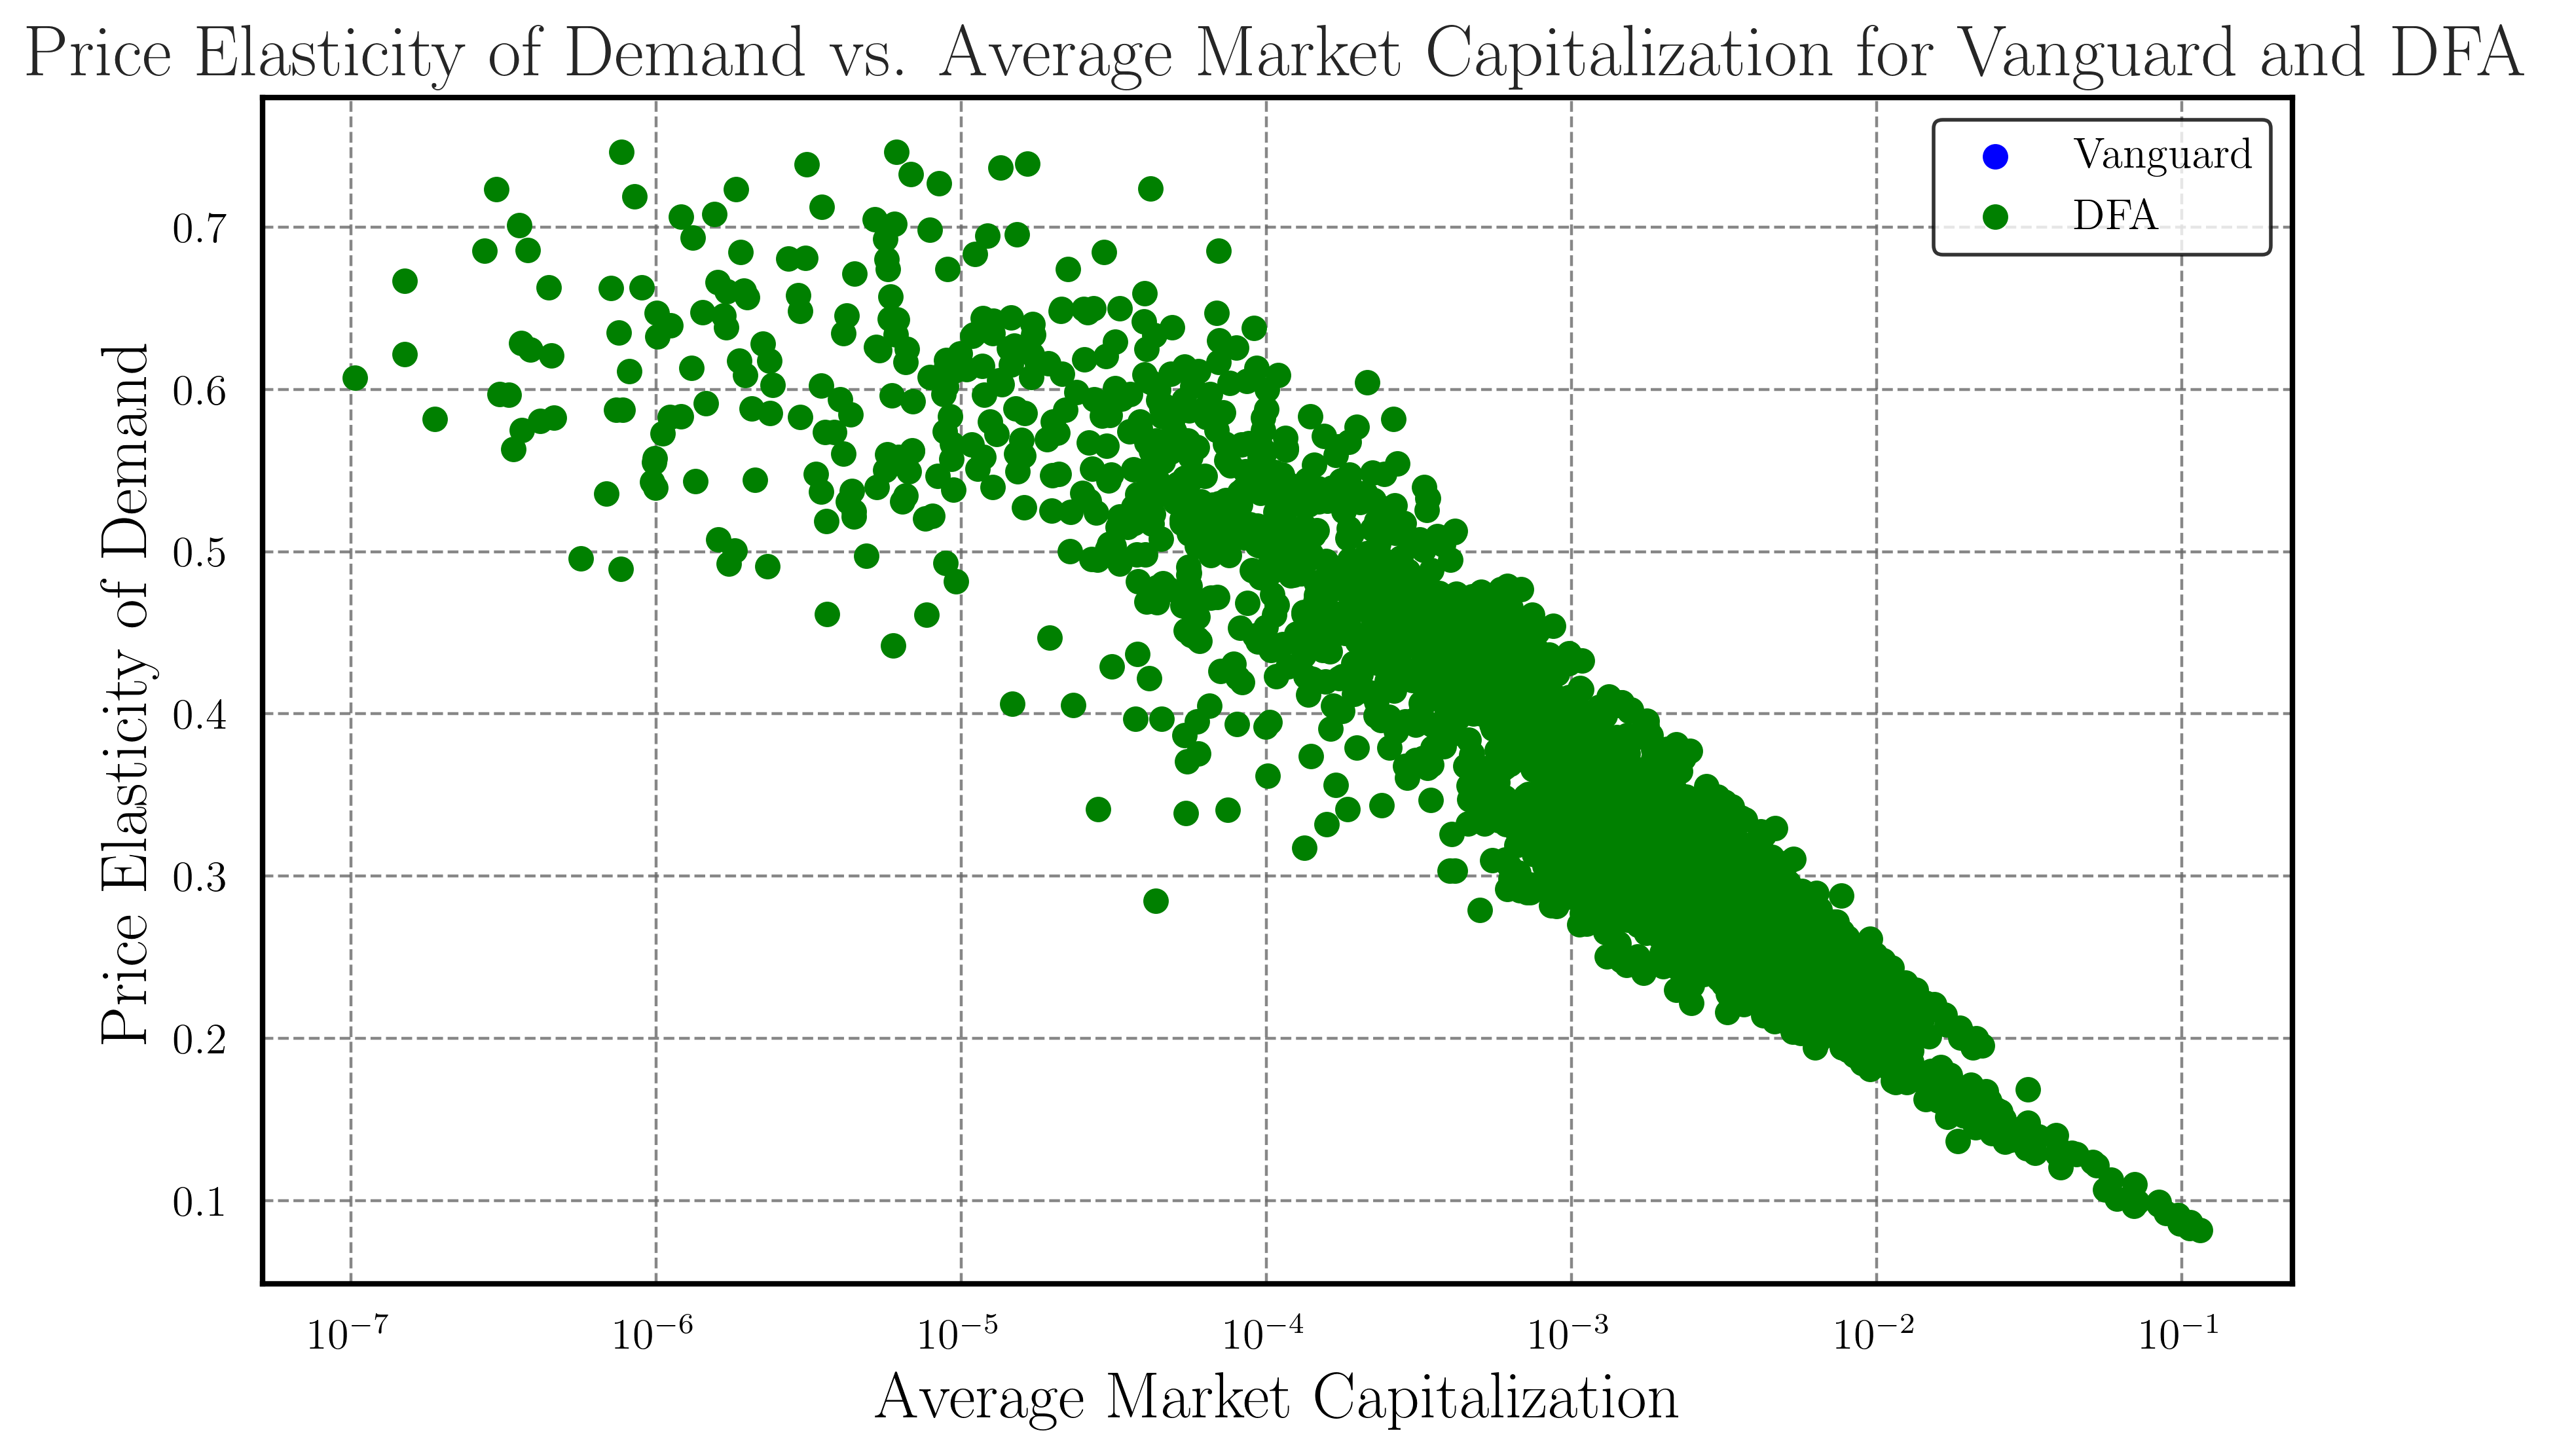 Price Elasticity of Demand vs. Average Market Capitalization for Vanguard and DFA
Vanguard
DFA
Price Elasticity of Demand
0.7
0.6
0.5
0.4
0.3
0.2
0.1
10⁻⁷ 10⁻⁶ 10⁻⁵ 10⁻⁴ 10⁻³ 10⁻² 10⁻¹
Average Market Capitalization